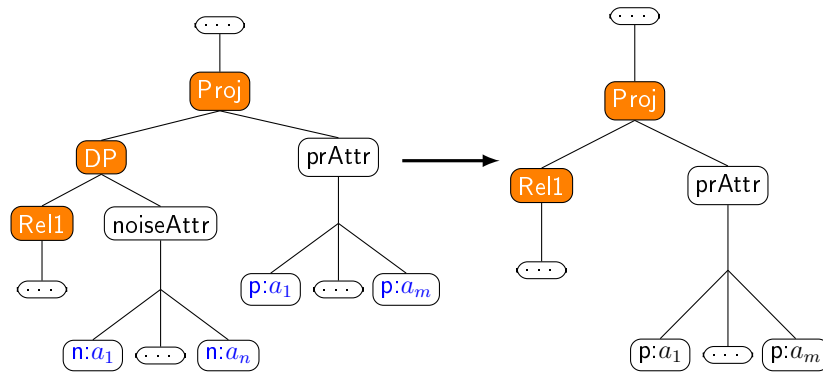 · · ·
Proj
DP
prAttr
Rel1
noiseAttr
· · ·
p:a₁
· · ·
p:aₘ
n:a₁
· · ·
n:aₙ
· · ·
Proj
Rel1
prAttr
· · ·
p:a₁
· · ·
p:aₘ